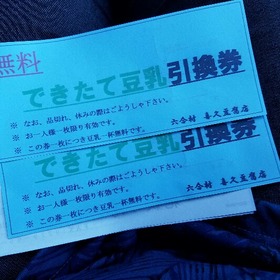 無料
できたて豆乳引換券
※ なお、品切れ、休みの際はごようしゃ下さい。
※ お一人様一枚限り有効です。
※ この券一枚につき豆乳一杯無料です。
六合村 喜久豆腐店
できたて豆乳引換券
※ なお、品切れ、休みの際はごようしゃ下さい。
※ お一人様一枚限り有効です。
※ この券一枚につき豆乳一杯無料です。
六合村 喜久豆腐店